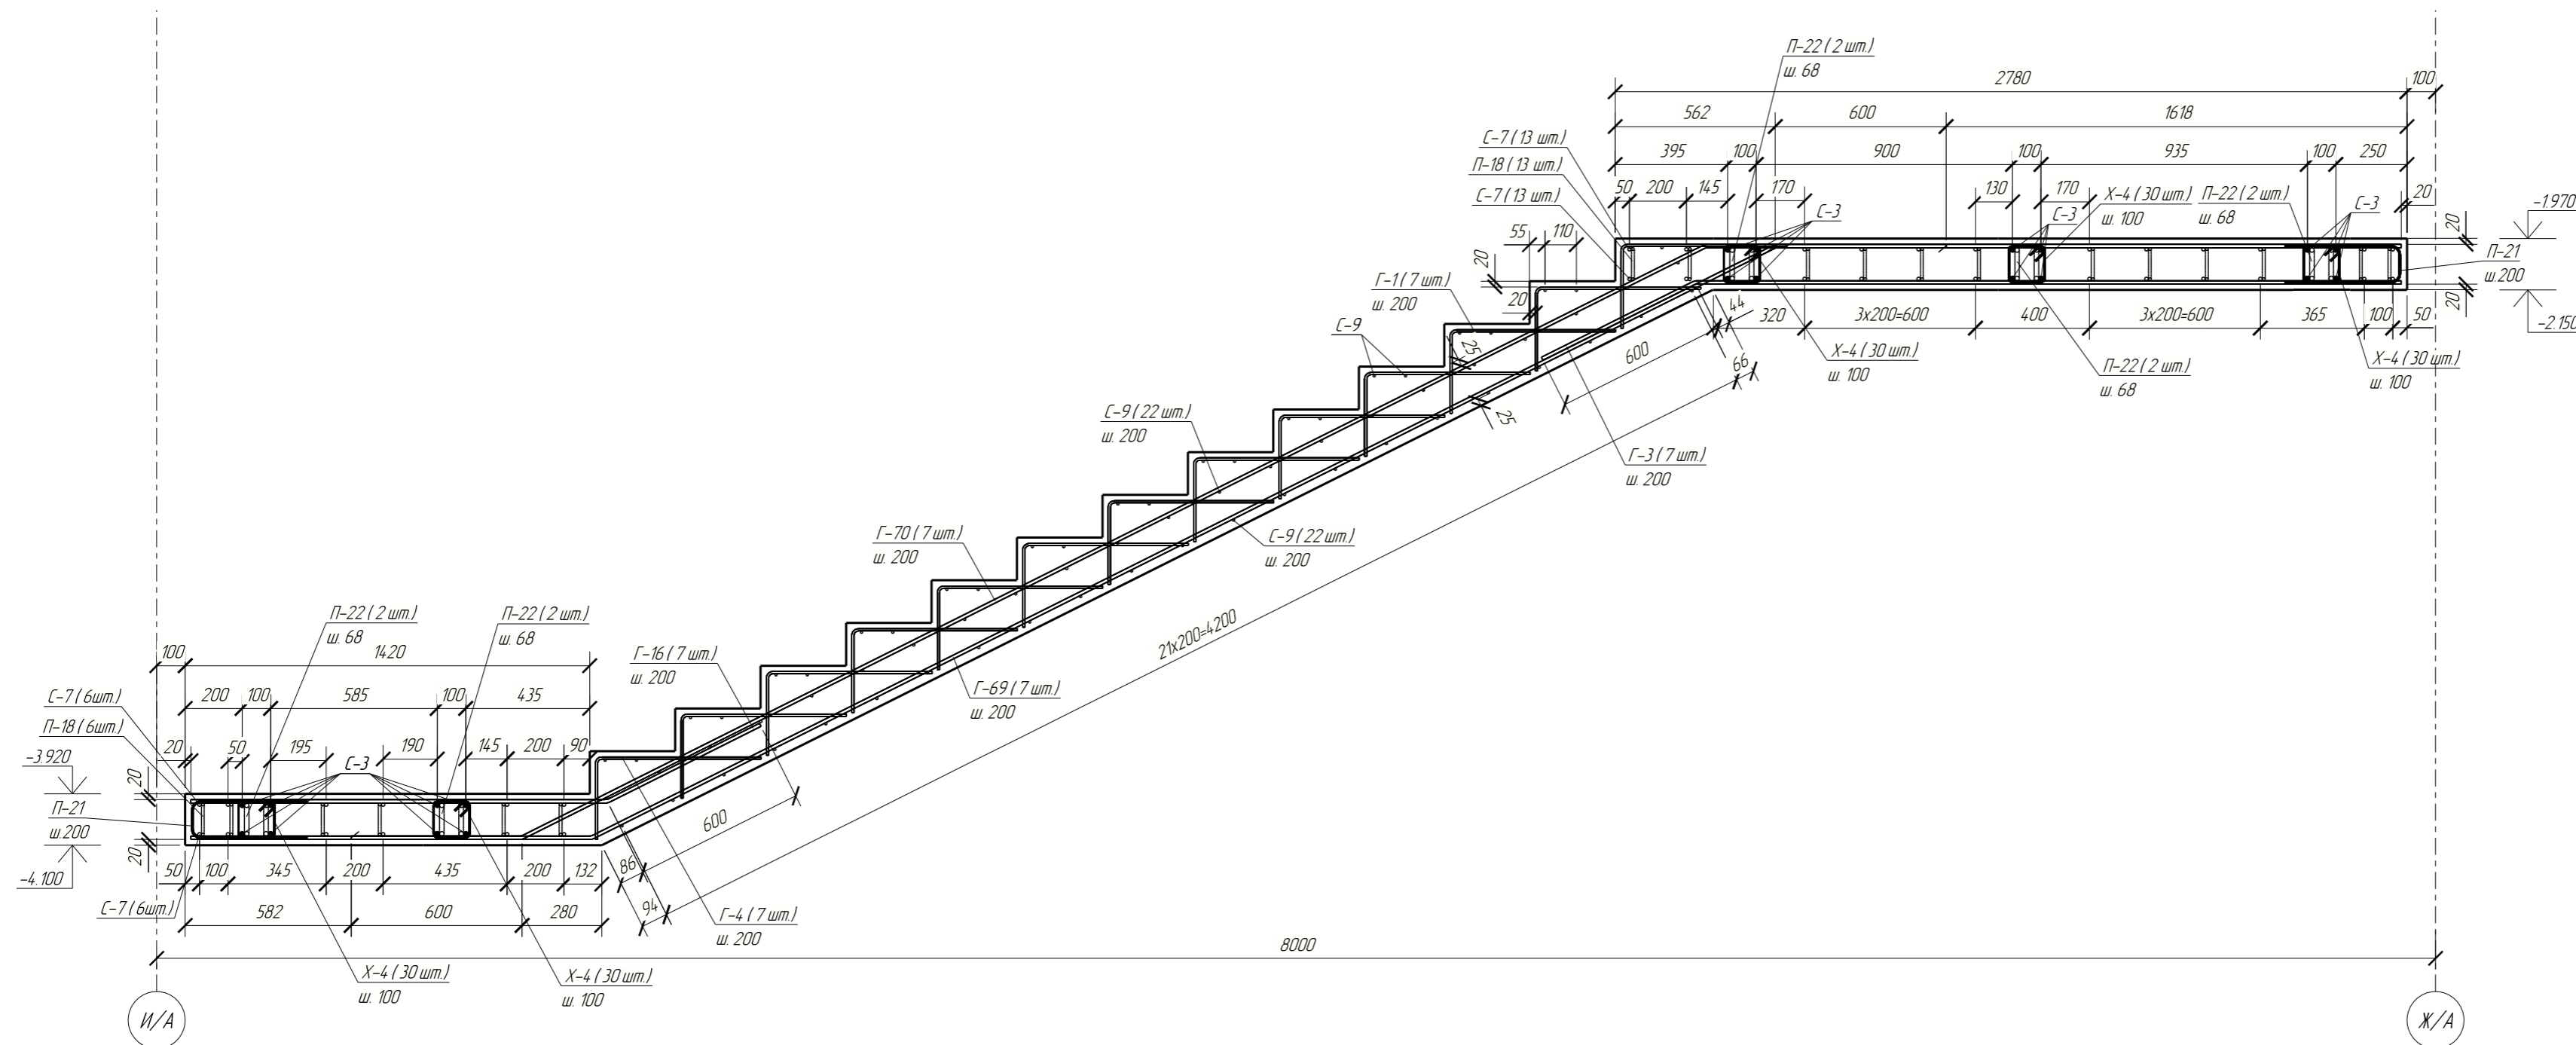 П-22 (2 шт.)
ш. 68
2780
100
562
600
1618
С-7 (13 шт.)
395
100
900
100
935
100
250
П-18 (13 шт.)
С-7 (13 шт.)
50
200
145
170
130
170
Х-4 (30 шт.)
ш. 100
П-22 (2 шт.)
ш. 68
С-3
С-3
С-3
20
-1.970
20
55
110
20
П-21
ш.200
20
-2.150
Г-1 (7 шт.)
ш. 200
20
С-9
25
44
320
3х200=600
400
3х200=600
365
100
50
600
66
Х-4 (30 шт.)
ш. 100
П-22 (2 шт.)
ш. 68
Х-4 (30 шт.)
ш. 100
С-9 (22 шт.)
ш. 200
25
Г-3 (7 шт.)
ш. 200
Г-70 (7 шт.)
ш. 200
С-9 (22 шт.)
ш. 200
21х200=4200
П-22 (2 шт.)
ш. 68
П-22 (2 шт.)
ш. 68
100
1420
Г-16 (7 шт.)
ш. 200
Г-69 (7 шт.)
ш. 200
С-7 (6шт.)
200
100
585
100
435
П-18 (6шт.)
20
50
195
190
145
200
90
С-3
-3.920
20
П-21
ш.200
20
-4.100
50
100
345
200
435
200
132
600
86
94
С-7 (6шт.)
582
600
280
Г-4 (7 шт.)
ш. 200
8000
Х-4 (30 шт.)
ш. 100
Х-4 (30 шт.)
ш. 100
И/А
Ж/А